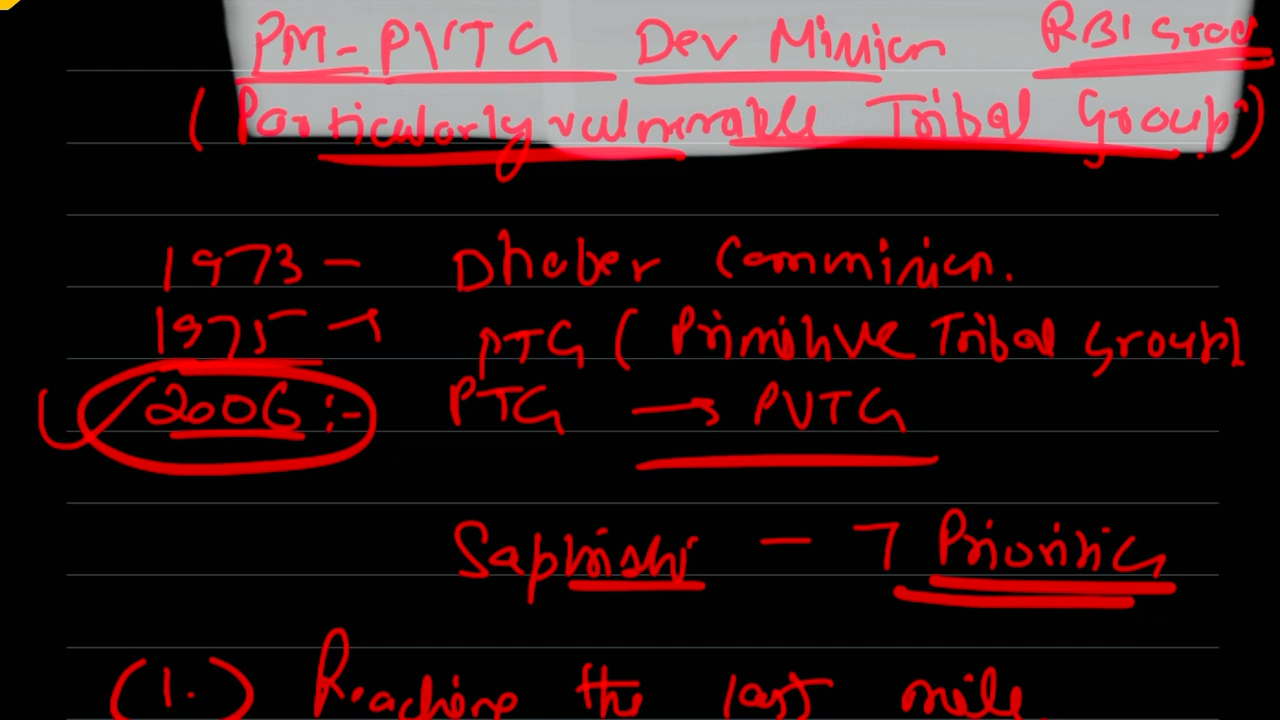 PM-PVTG Dev Mission RBI Grad
(Particularly vulnerable Tribal Group)
1973 - Dheber Commission.
1975 → PTG (Primitive Tribal Group)
2006 :- PTG → PVTG
Saptrishi - 7 Priorities
(1.) Reaching the last mile